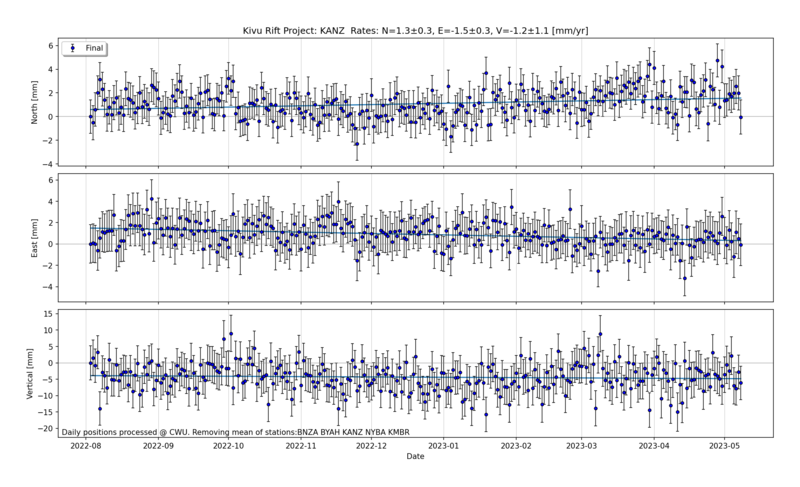 Kivu Rift Project: KANZ Rates: N=1.3±0.3, E=-1.5±0.3, V=-1.2±1.1 [mm/yr]
Final
6
4
2
0
−2
−4
North [mm]
6
4
2
0
−2
−4
East [mm]
15
10
5
0
−5
−10
−15
−20
Vertical [mm]
Daily positions processed @ CWU. Removing mean of stations:BNZA BYAH KANZ NYBA KMBR
2022-08 2022-09 2022-10 2022-11 2022-12 2023-01 2023-02 2023-03 2023-04 2023-05
Date